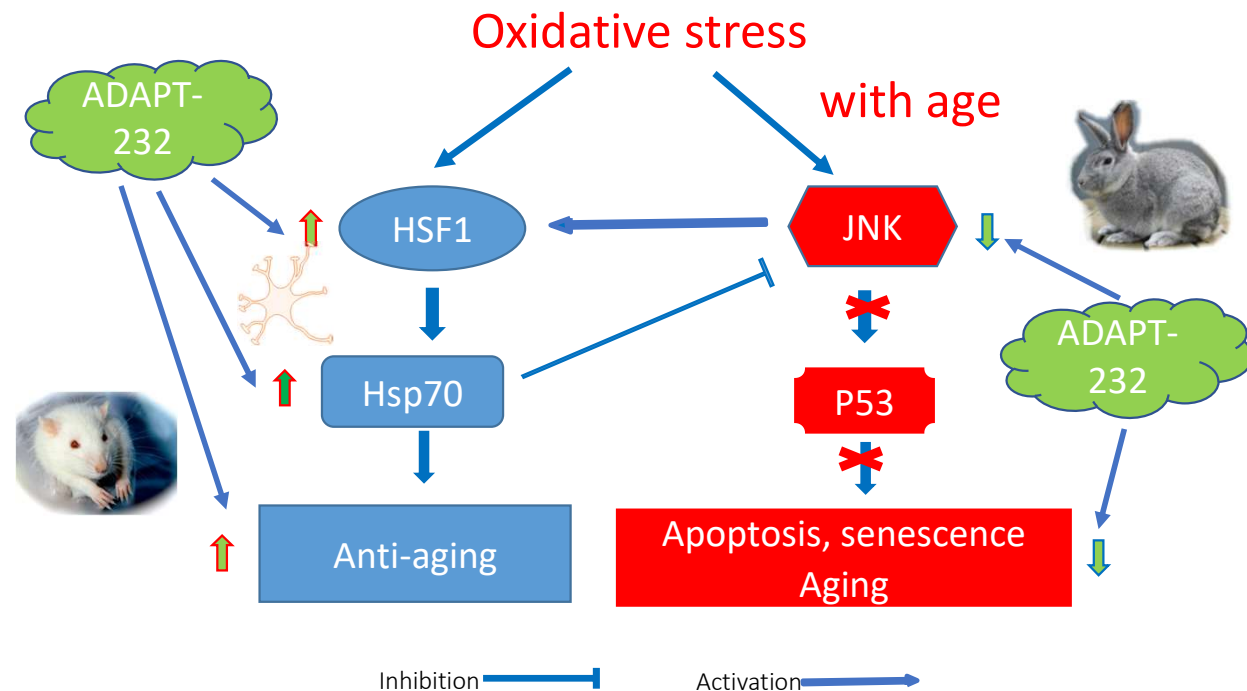 Oxidative stress
with age
ADAPT-
232
HSF1
JNK
ADAPT-
232
Hsp70
P53
Anti-aging
Apoptosis, senescence
Aging
Inhibition
Activation